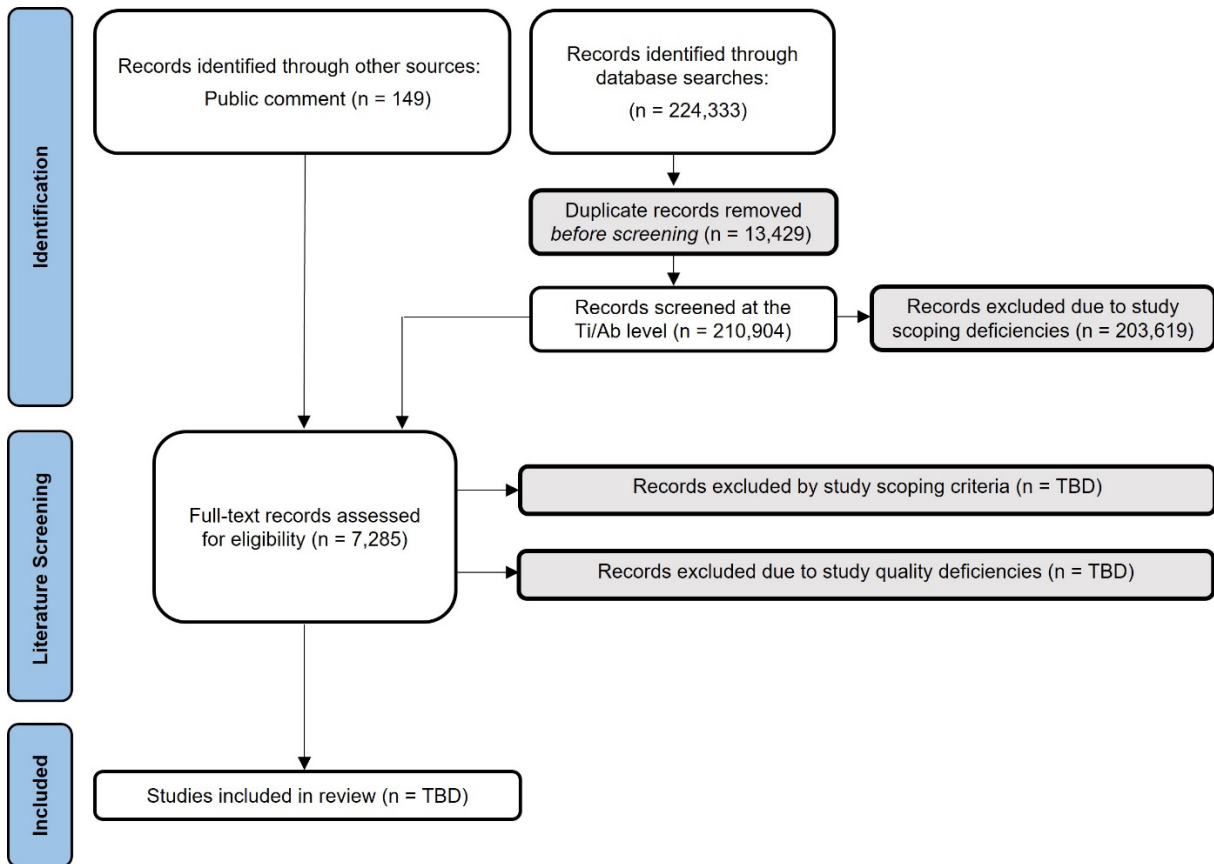 Identification
Records identified through other sources:
Public comment (n = 149)
Records identified through
database searches:
(n = 224,333)
Duplicate records removed
before screening (n = 13,429)
Records screened at the
Ti/Ab level (n = 210,904)
Records excluded due to study
scoping deficiencies (n = 203,619)
Literature Screening
Full-text records assessed
for eligibility (n = 7,285)
Records excluded by study scoping criteria (n = TBD)
Records excluded due to study quality deficiencies (n = TBD)
Included
Studies included in review (n = TBD)